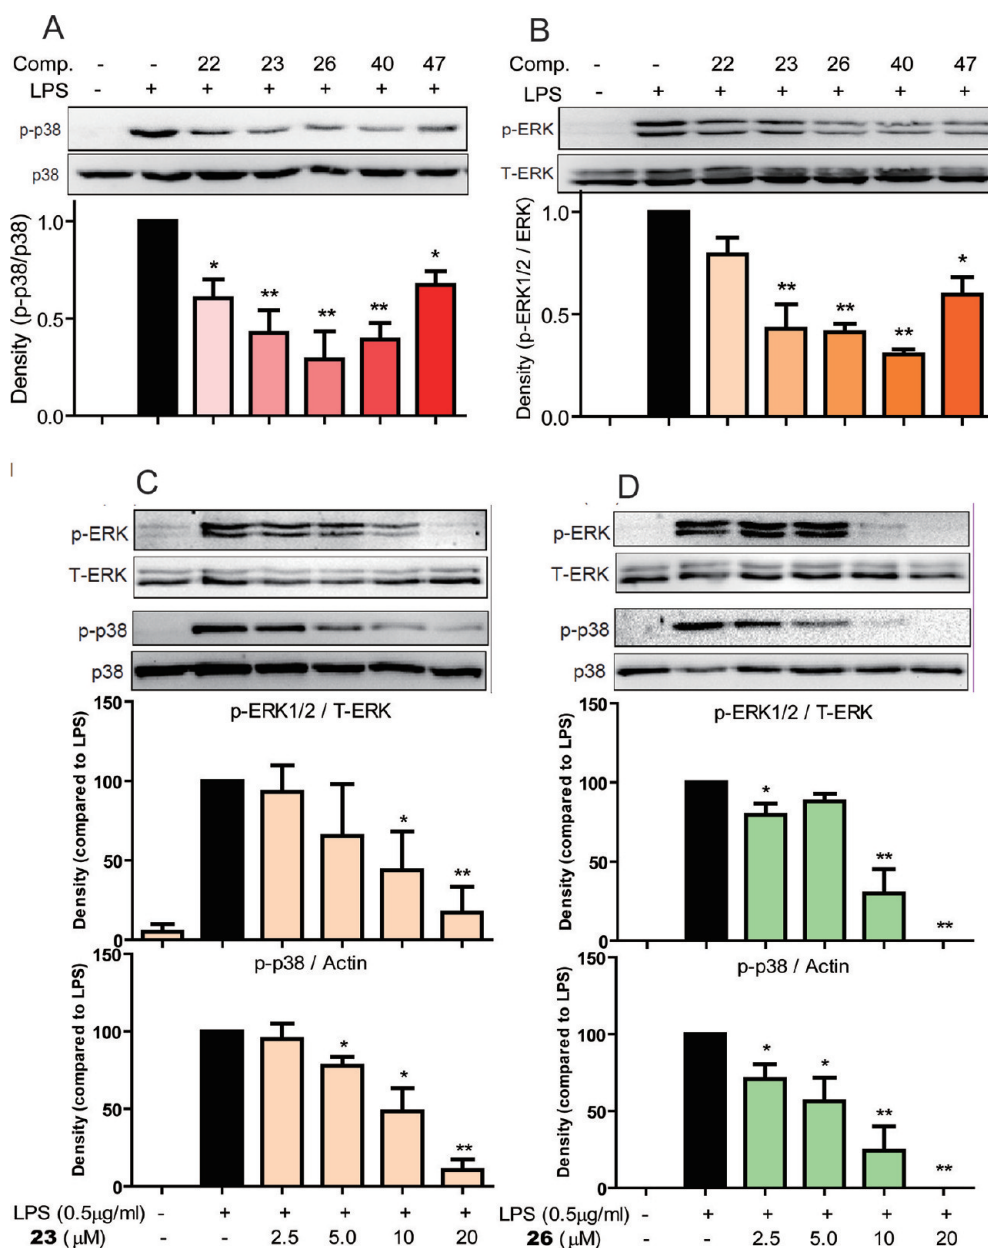 A
Comp. - - 22 23 26 40 47
LPS - + + + + + +
p-p38
p38
Density (p-p38/p38)
1.0
0.5
0.0
* ** ** ** *
B
Comp. - - 22 23 26 40 47
LPS - + + + + + +
p-ERK
T-ERK
Density (p-ERK1/2 / ERK)
1.0
0.5
0.0
** ** ** *
C
p-ERK
T-ERK
p-p38
p38
p-ERK1/2 / T-ERK
Density (compared to LPS)
150
100
50
0
* **
p-p38 / Actin
Density (compared to LPS)
150
100
50
0
* * **
LPS (0.5µg/ml) - + + + + +
23 (µM) - - 2.5 5.0 10 20
D
p-ERK
T-ERK
p-p38
p38
p-ERK1/2 / T-ERK
Density (compared to LPS)
150
100
50
0
* ** **
p-p38 / Actin
Density (compared to LPS)
150
100
50
0
* * ** **
LPS (0.5µg/ml) - + + + + +
26 (µM) - - 2.5 5.0 10 20